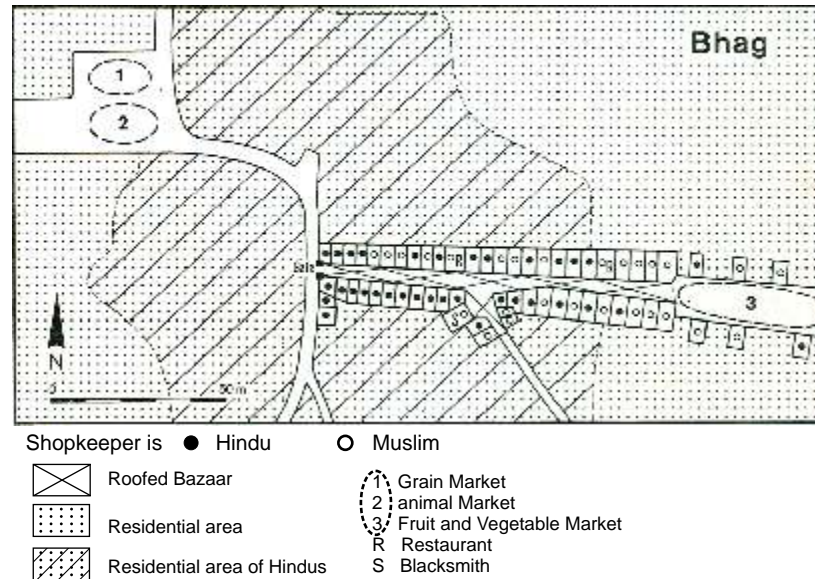 Bhag
1
2
R
S
3
S
N
0 50 m
Shopkeeper is ● Hindu ○ Muslim
Roofed Bazaar
Residential area
Residential area of Hindus
1 Grain Market
2 animal Market
3 Fruit and Vegetable Market
R Restaurant
S Blacksmith